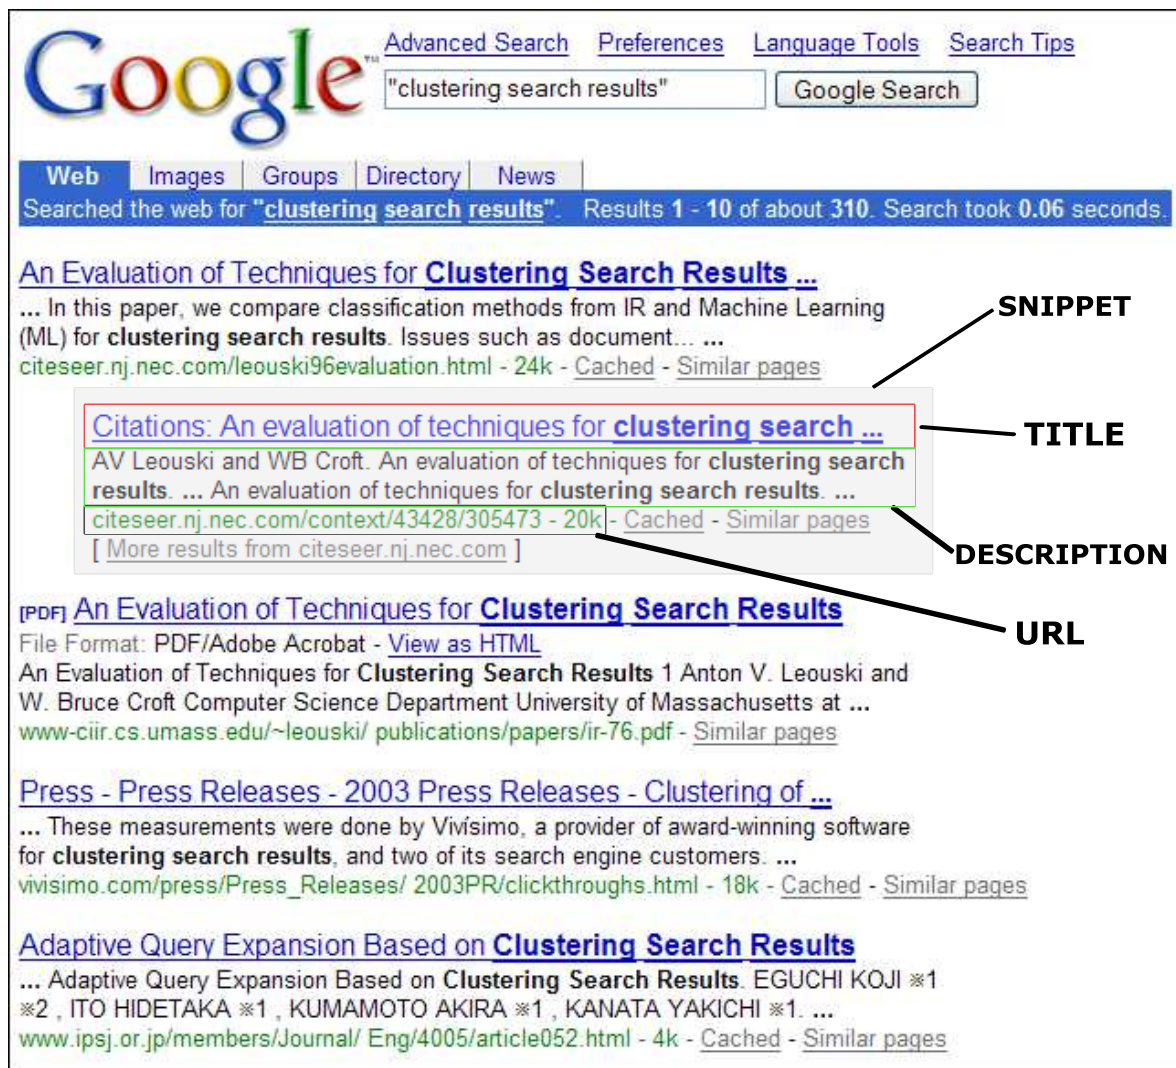 Google™
Advanced Search Preferences Language Tools Search Tips
"clustering search results" Google Search
Web Images Groups Directory News
Searched the web for "clustering search results". Results 1 - 10 of about 310. Search took 0.06 seconds.
An Evaluation of Techniques for Clustering Search Results ...
... In this paper, we compare classification methods from IR and Machine Learning
(ML) for clustering search results. Issues such as document... ...
citeseer.nj.nec.com/leouski96evaluation.html - 24k - Cached - Similar pages
SNIPPET
Citations: An evaluation of techniques for clustering search ...
TITLE
AV Leouski and WB Croft. An evaluation of techniques for clustering search
results. ... An evaluation of techniques for clustering search results. ...
citeseer.nj.nec.com/context/43428/305473 - 20k - Cached - Similar pages
[ More results from citeseer.nj.nec.com ]
DESCRIPTION
URL
[PDF] An Evaluation of Techniques for Clustering Search Results
File Format: PDF/Adobe Acrobat - View as HTML
An Evaluation of Techniques for Clustering Search Results 1 Anton V. Leouski and
W. Bruce Croft Computer Science Department University of Massachusetts at ...
www-ciir.cs.umass.edu/~leouski/ publications/papers/ir-76.pdf - Similar pages
Press - Press Releases - 2003 Press Releases - Clustering of ...
... These measurements were done by Vivísimo, a provider of award-winning software
for clustering search results, and two of its search engine customers. ...
vivisimo.com/press/Press_Releases/ 2003PR/clickthroughs.html - 18k - Cached - Similar pages
Adaptive Query Expansion Based on Clustering Search Results
... Adaptive Query Expansion Based on Clustering Search Results. EGUCHI KOJI ※1
※2 , ITO HIDETAKA ※1 , KUMAMOTO AKIRA ※1 , KANATA YAKICHI ※1. ...
www.ipsj.or.jp/members/Journal/ Eng/4005/article052.html - 4k - Cached - Similar pages